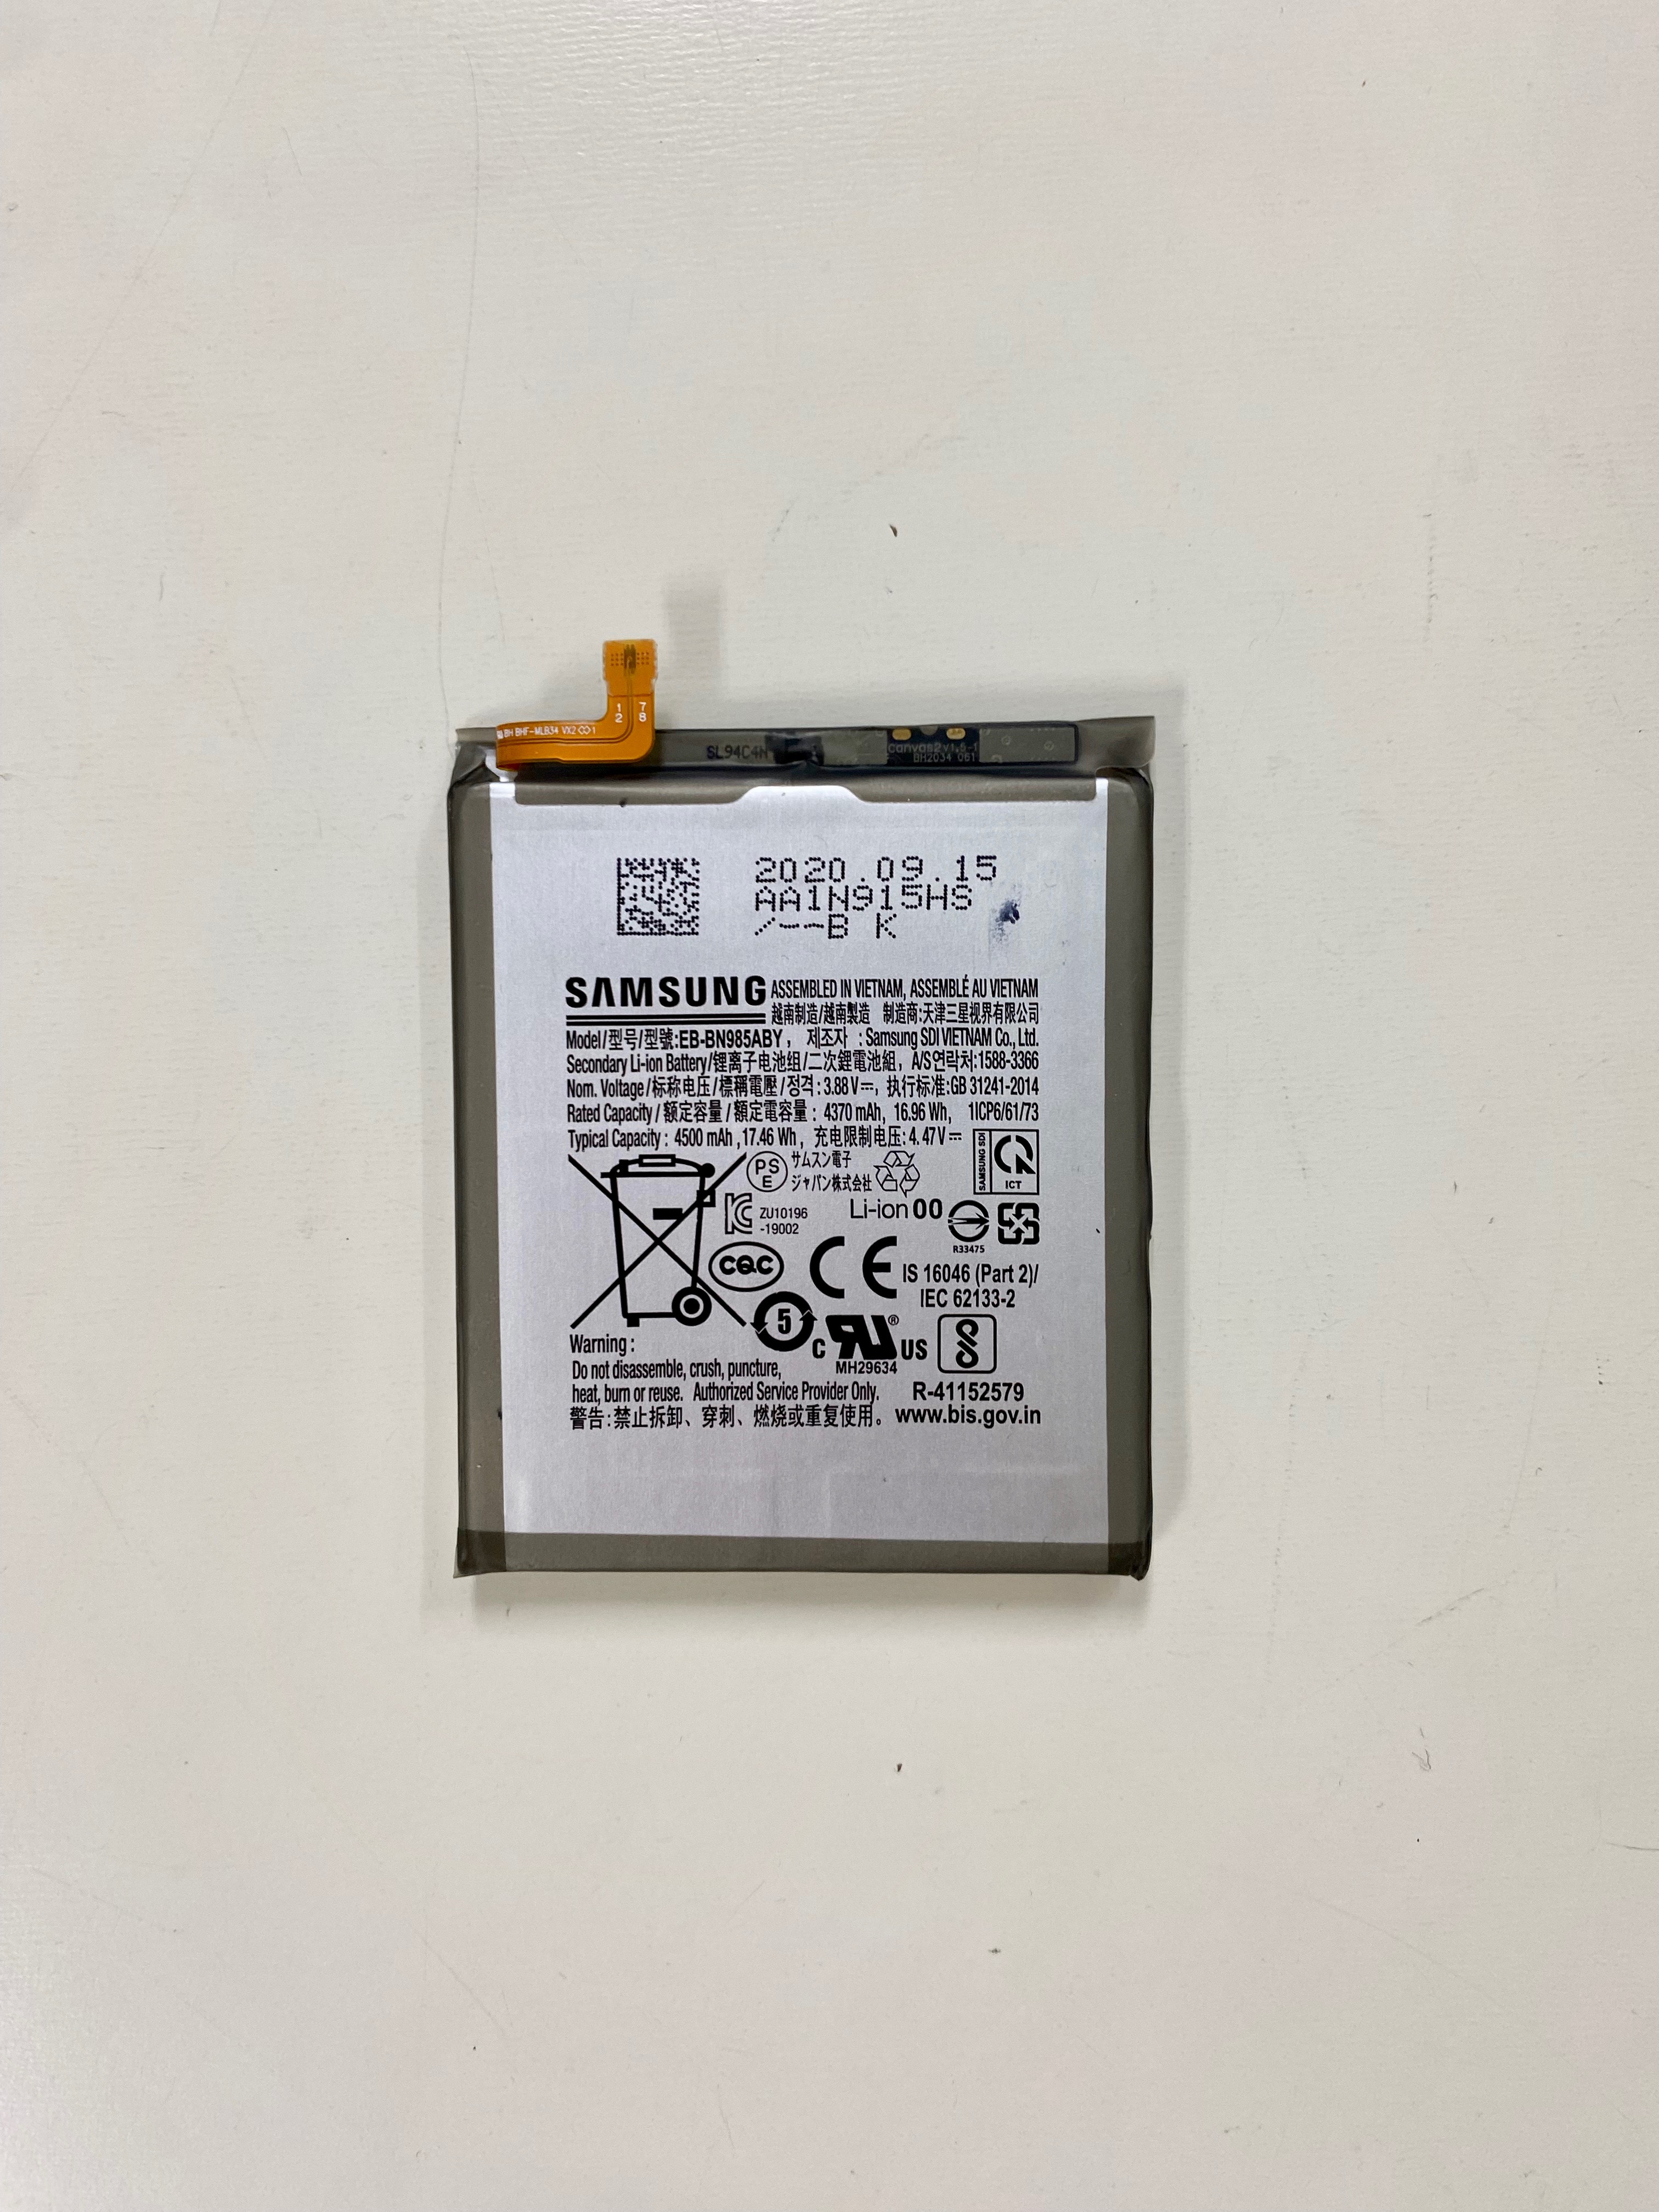 1 7
2 8
BH BHF-MLB34 VX2
SL94C4N
canvas2 v1.6-1
BH2034 061
2020.09.15
AA1N915HS
/--B K
SAMSUNG ASSEMBLED IN VIETNAM, ASSEMBLÉ AU VIETNAM
越南制造/越南製造 制造商:天津三星视界有限公司
Model/型号/型號:EB-BN985ABY, 제조자 : Samsung SDI VIETNAM Co., Ltd.
Secondary Li-ion Battery/锂离子电池组/二次鋰電池組, A/S연락처:1588-3366
Nom. Voltage/标称电压/標稱電壓/정격:3.88V⎓, 执行标准:GB 31241-2014
Rated Capacity/额定容量/額定電容量: 4370 mAh, 16.96 Wh, 1ICP6/61/73
Typical Capacity: 4500 mAh, 17.46 Wh, 充电限制电压:4.47V⎓
PS E サムスン電子
ジャパン株式会社
SAMSUNG SDI
ICT
ZU10196
-19002
Li-ion 00
R33475
CQC
CE
IS 16046 (Part 2)/
IEC 62133-2
5
c RU ® US
MH29634
Warning :
Do not disassemble, crush, puncture,
heat, burn or reuse. Authorized Service Provider Only.
R-41152579
警告:禁止拆卸、穿刺、燃烧或重复使用。 www.bis.gov.in